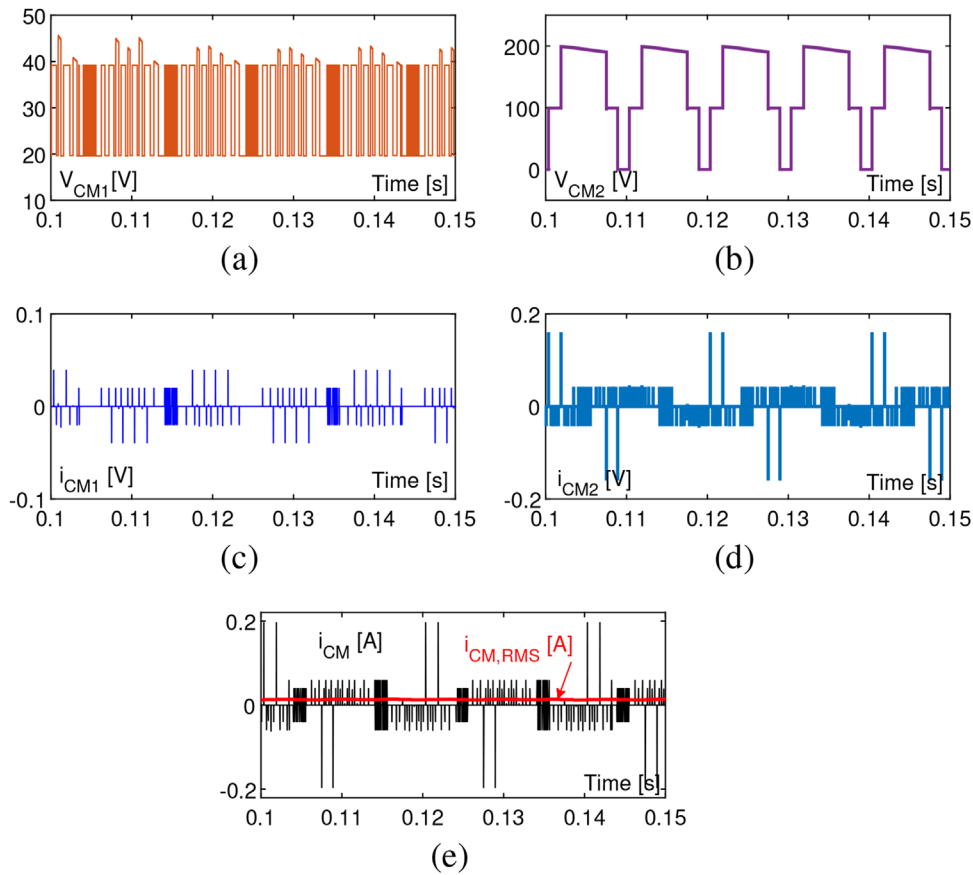 50
40
30
20
10
V_CM1 [V]
Time [s]
0.1 0.11 0.12 0.13 0.14 0.15
(a)
200
100
0
V_CM2 [V]
Time [s]
0.1 0.11 0.12 0.13 0.14 0.15
(b)
0.1
0
-0.1
i_CM1 [V]
Time [s]
0.1 0.11 0.12 0.13 0.14 0.15
(c)
0.2
0
-0.2
i_CM2 [V]
Time [s]
0.1 0.11 0.12 0.13 0.14 0.15
(d)
0.2
0
-0.2
i_CM [A]
i_CM,RMS [A]
Time [s]
0.1 0.11 0.12 0.13 0.14 0.15
(e)